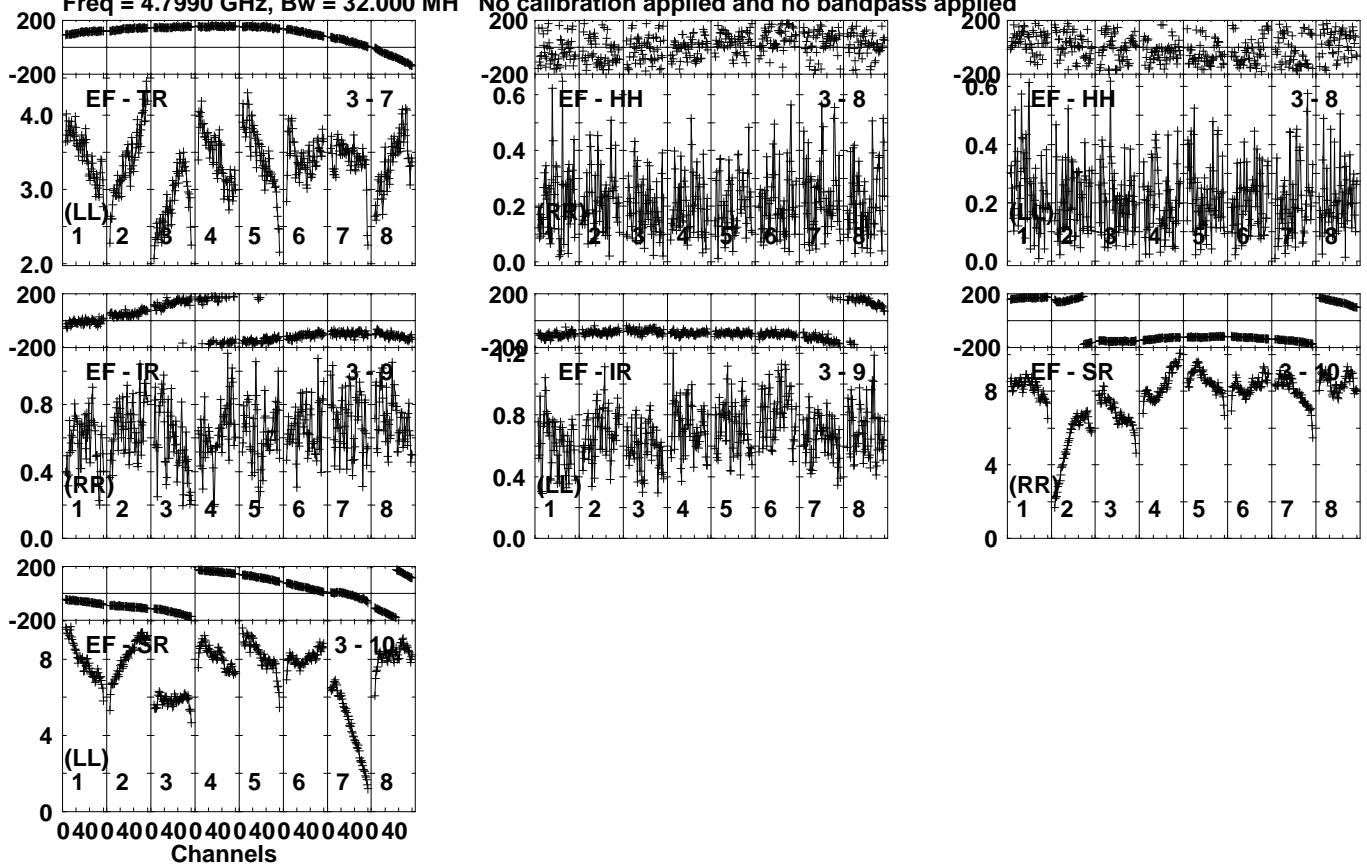 Freq = 4.7990 GHz, Bw = 32.000 MH No calibration applied and no bandpass applied
200
-200
EF - TR 3 - 7
4.0
3.0
2.0
(LL)
1 2 3 4 5 6 7 8
200
-200
EF - HH 3 - 8
0.6
0.4
0.2
0.0
(RR)
1 2 3 4 5 6 7 8
200
-200
EF - HH 3 - 8
0.6
0.4
0.2
0.0
(LL)
1 2 3 4 5 6 7 8
200
-200
EF - IR 3 - 9
0.8
0.4
0.0
(RR)
1 2 3 4 5 6 7 8
200
-200
1.2
EF - IR 3 - 9
0.8
0.4
0.0
(LL)
1 2 3 4 5 6 7 8
200
-200
EF - SR 3 - 10
8
4
0
(RR)
1 2 3 4 5 6 7 8
200
-200
EF - SR 3 - 10
8
4
0
(LL)
1 2 3 4 5 6 7 8
0 40 0 40 0 40 0 40 0 40 0 40 0 40 0 40
Channels